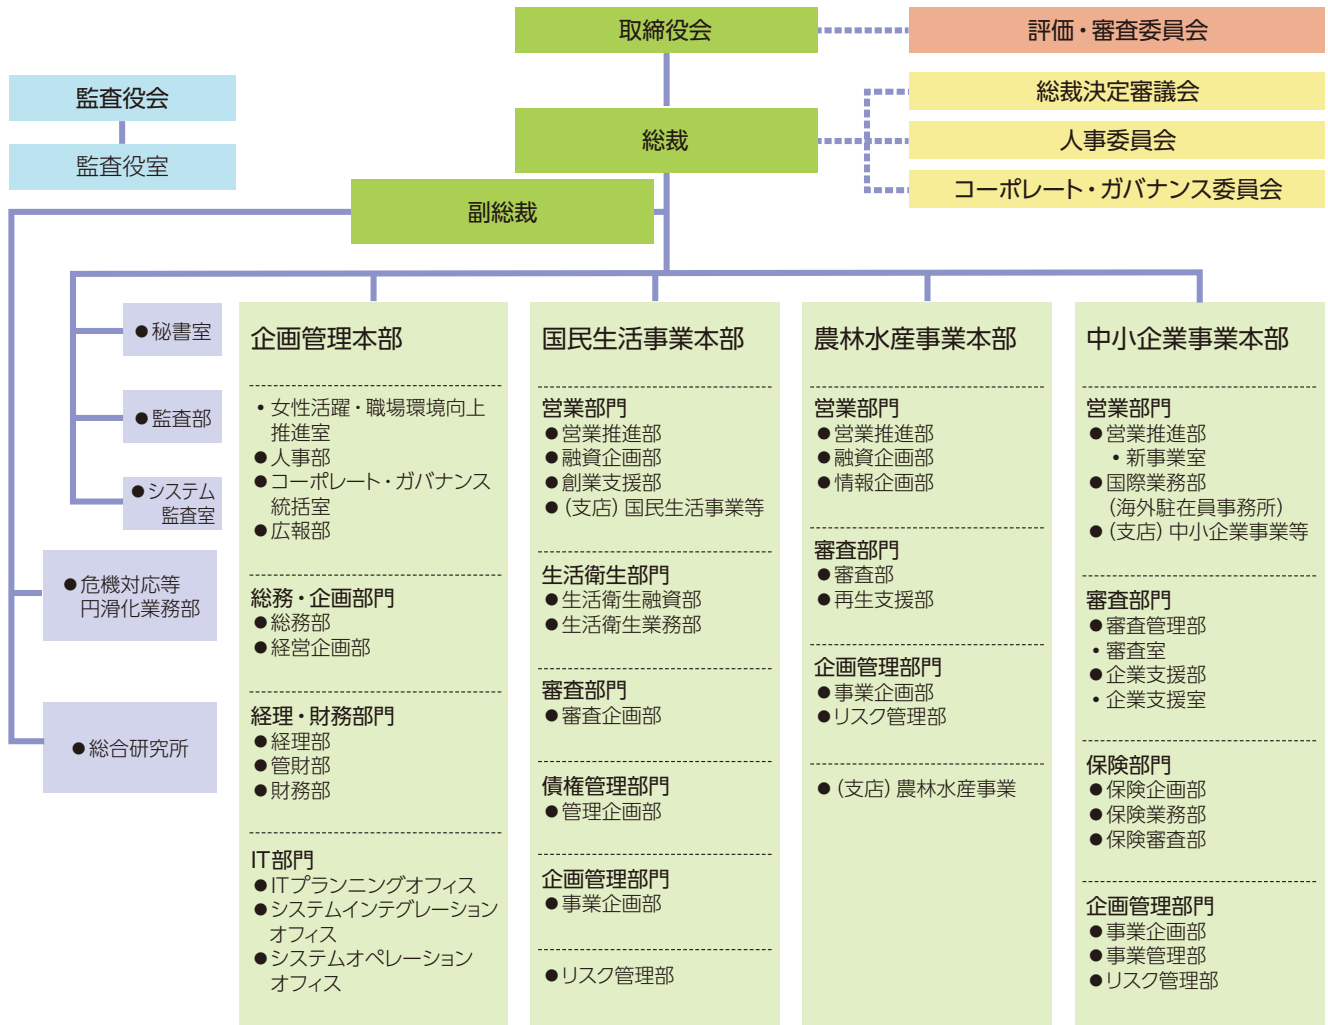 取締役会
評価・審査委員会
監査役会
監査役室
総裁
総裁決定審議会
人事委員会
コーポレート・ガバナンス委員会
副総裁
●秘書室
●監査部
●システム
監査室
●危機対応等
円滑化業務部
●総合研究所
企画管理本部
・女性活躍・職場環境向上
推進室
●人事部
●コーポレート・ガバナンス
統括室
●広報部
総務・企画部門
●総務部
●経営企画部
経理・財務部門
●経理部
●管財部
●財務部
IT部門
●ITプランニングオフィス
●システムインテグレーション
オフィス
●システムオペレーション
オフィス
国民生活事業本部
営業部門
●営業推進部
●融資企画部
●創業支援部
●(支店)国民生活事業等
生活衛生部門
●生活衛生融資部
●生活衛生業務部
審査部門
●審査企画部
債権管理部門
●管理企画部
企画管理部門
●事業企画部
●リスク管理部
農林水産事業本部
営業部門
●営業推進部
●融資企画部
●情報企画部
審査部門
●審査部
●再生支援部
企画管理部門
●事業企画部
●リスク管理部
●(支店)農林水産事業
中小企業事業本部
営業部門
●営業推進部
・新事業室
●国際業務部
(海外駐在員事務所)
●(支店)中小企業事業等
審査部門
●審査管理部
・審査室
●企業支援部
・企業支援室
保険部門
●保険企画部
●保険業務部
●保険審査部
企画管理部門
●事業企画部
●事業管理部
●リスク管理部